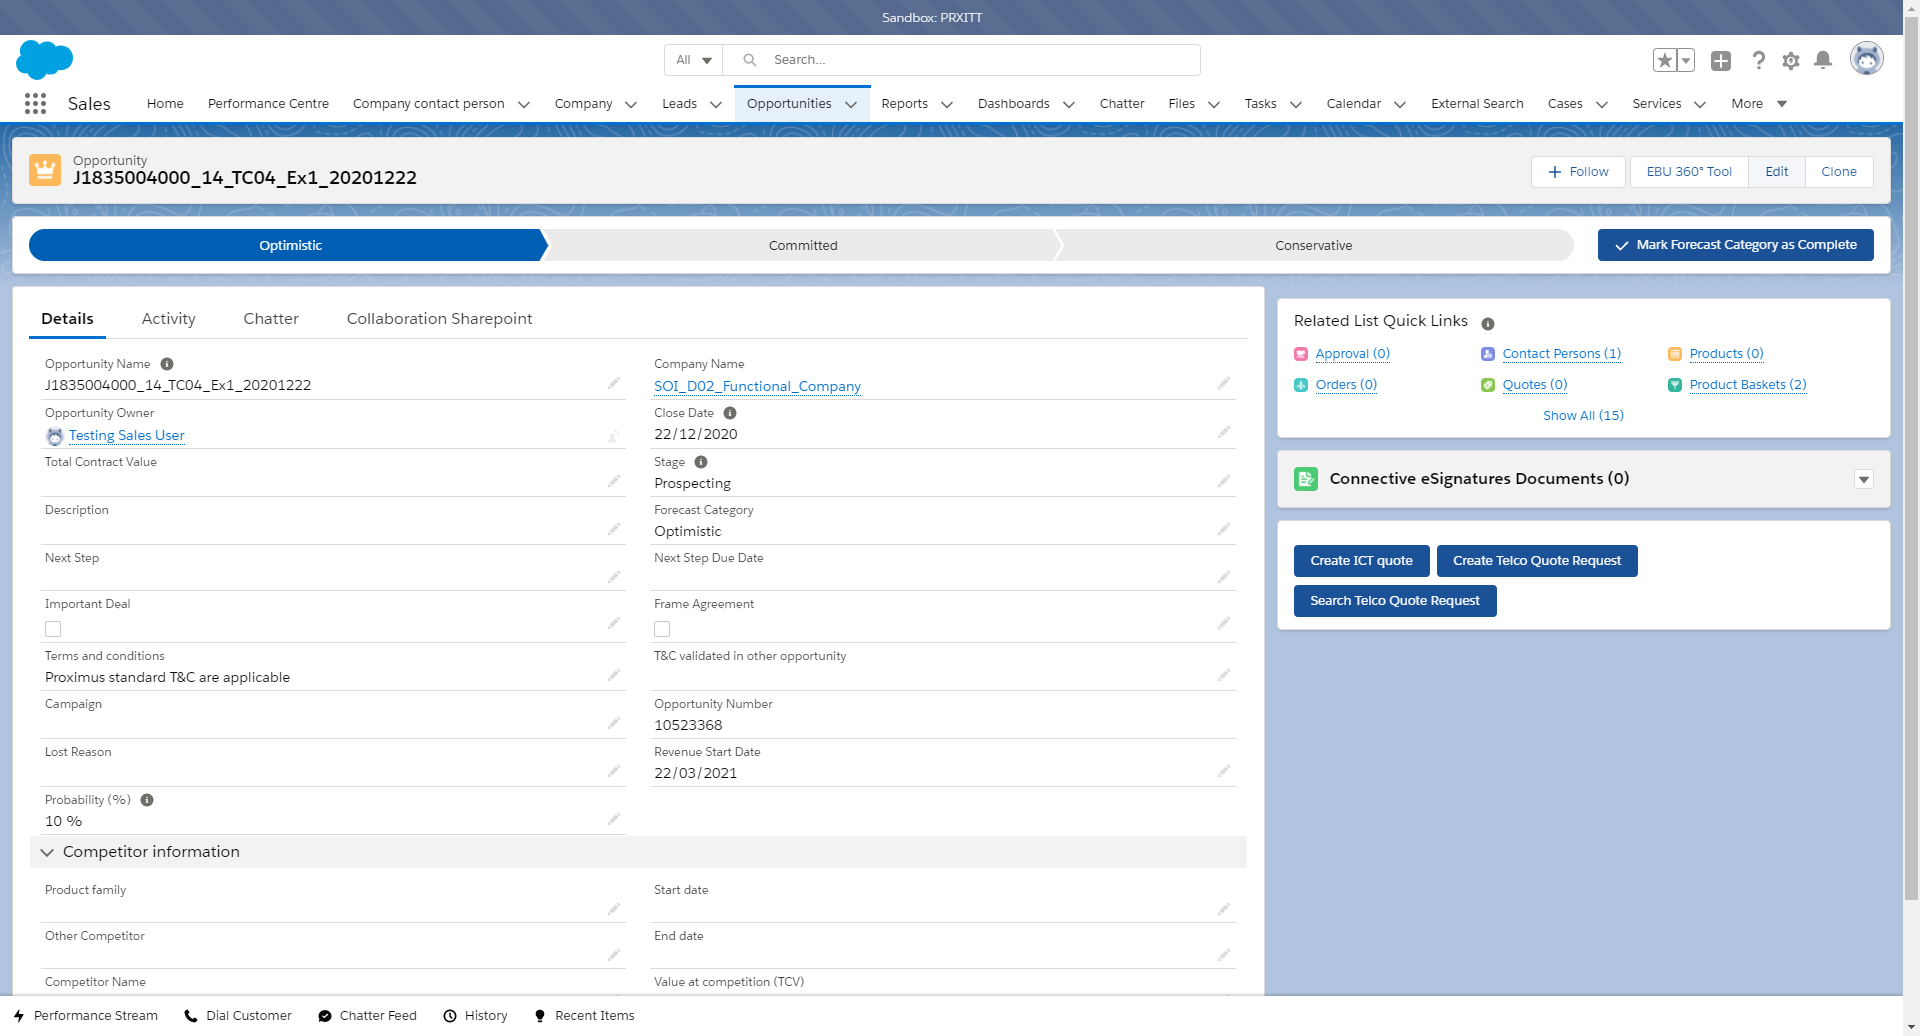 Sandbox: PRXITT
All
Search...
Sales
Home
Performance Centre
Company contact person
Company
Leads
Opportunities
Reports
Dashboards
Chatter
Files
Tasks
Calendar
External Search
Cases
Services
More
Opportunity
J1835004000_14_TC04_Ex1_20201222
Follow
EBU 360° Tool
Edit
Clone
Optimistic
Committed
Conservative
Mark Forecast Category as Complete
Details
Activity
Chatter
Collaboration Sharepoint
Opportunity Name
J1835004000_14_TC04_Ex1_20201222
Company Name
SOI_D02_Functional_Company
Opportunity Owner
Testing Sales User
Close Date
22/12/2020
Total Contract Value
Stage
Prospecting
Description
Forecast Category
Optimistic
Next Step
Next Step Due Date
Important Deal
Frame Agreement
Terms and conditions
Proximus standard T&C are applicable
T&C validated in other opportunity
Campaign
Opportunity Number
10523368
Lost Reason
Revenue Start Date
22/03/2021
Probability (%)
10 %
Competitor information
Product family
Start date
Other Competitor
End date
Competitor Name
Value at competition (TCV)
Related List Quick Links
Approval (0)
Contact Persons (1)
Products (0)
Orders (0)
Quotes (0)
Product Baskets (2)
Show All (15)
Connective eSignatures Documents (0)
Create ICT quote
Create Telco Quote Request
Search Telco Quote Request
Performance Stream
Dial Customer
Chatter Feed
History
Recent Items